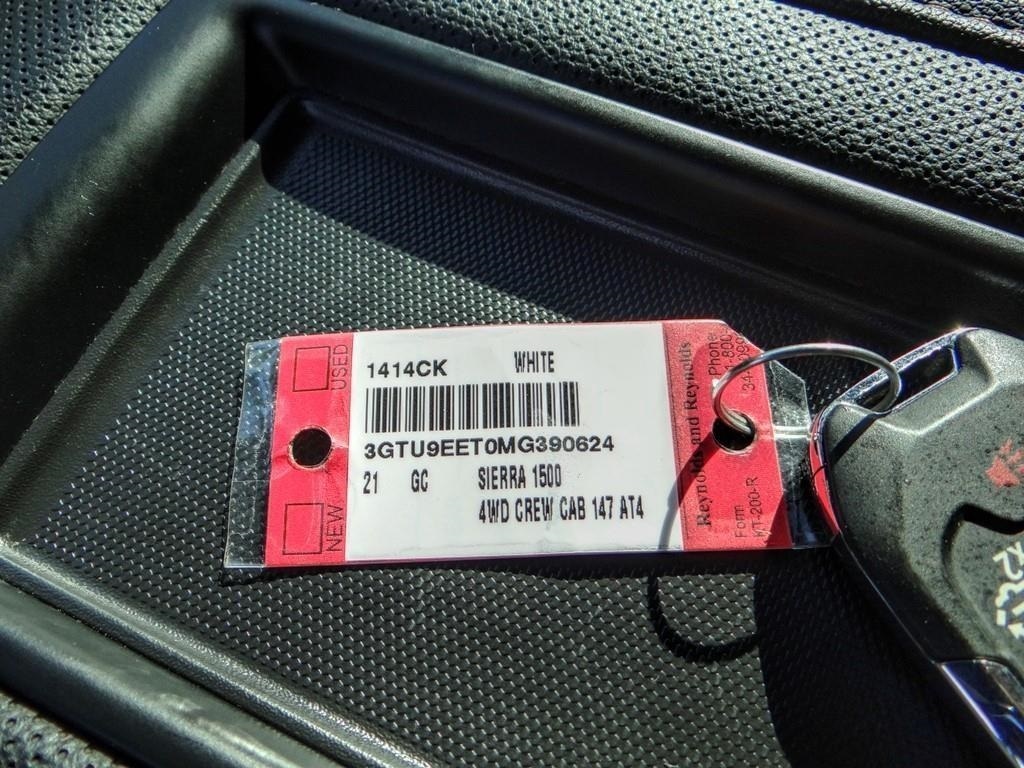 USED
NEW
1414CK WHITE
3GTU9EET0MG390624
21 GC SIERRA 1500
4WD CREW CAB 147 AT4
Reynolds and Reynolds
Form
Phone